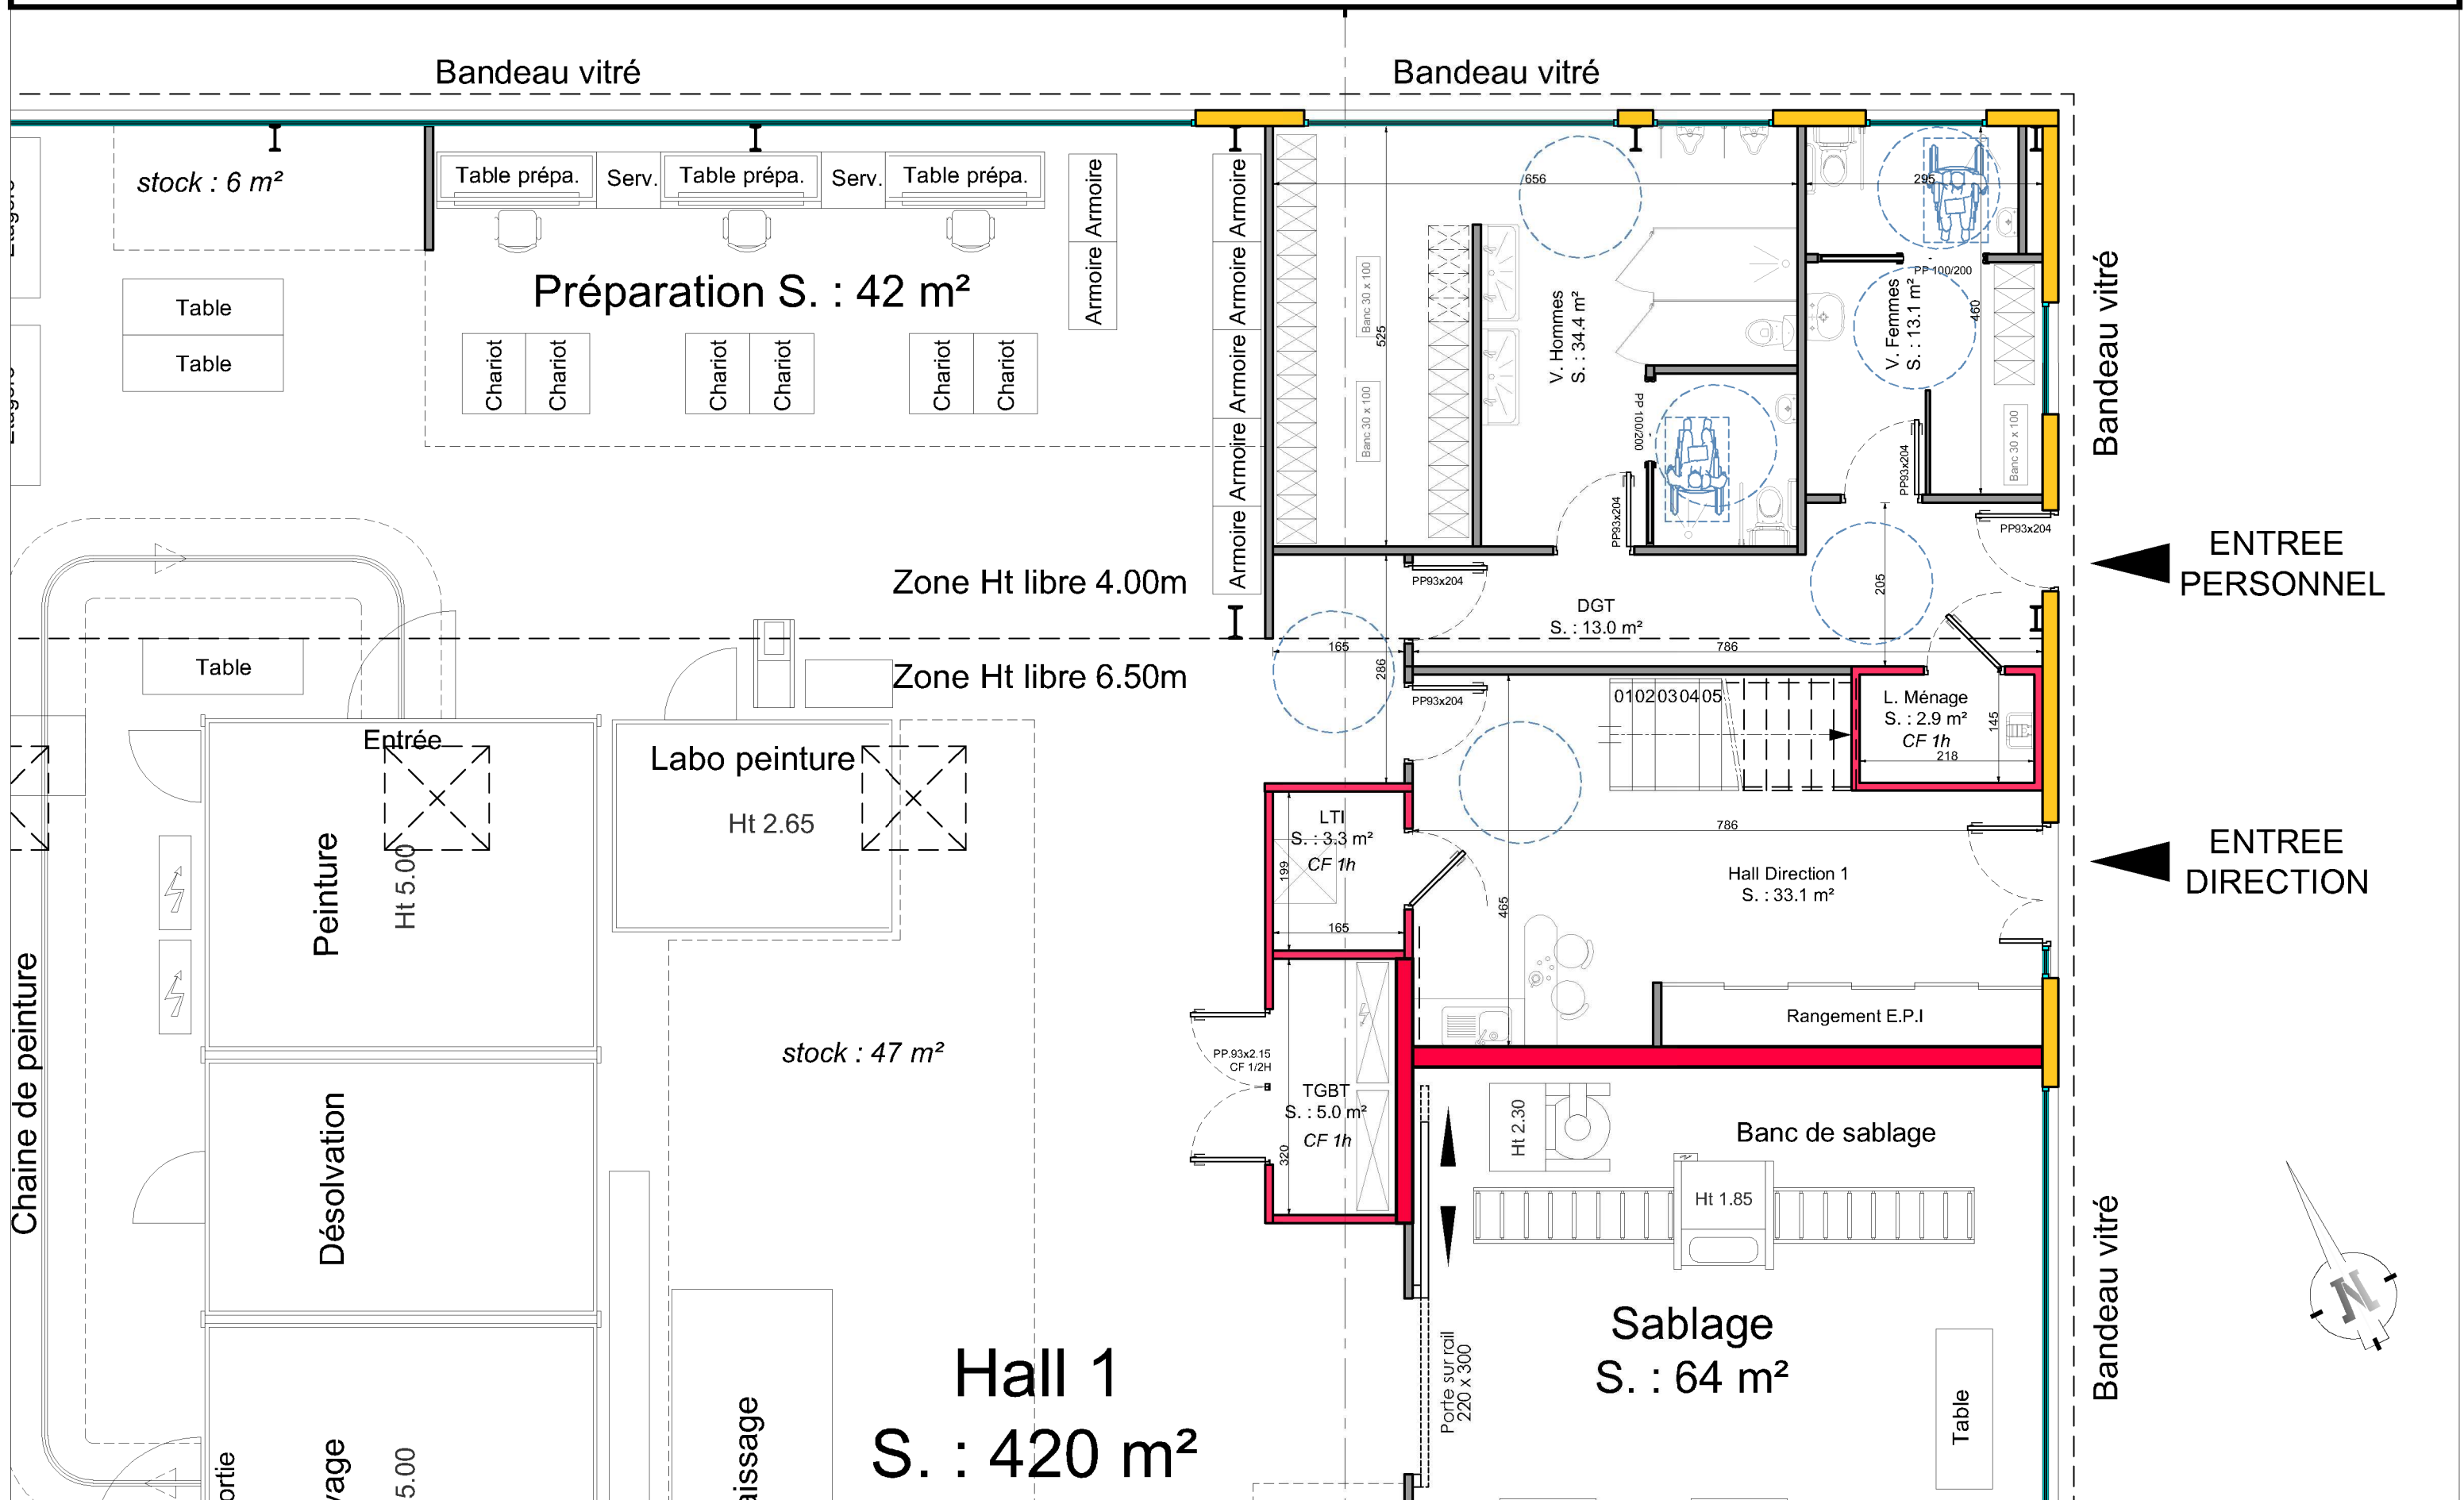 Bandeau vitré
Bandeau vitré
stock : 6 m²
Table prépa.
Serv.
Table prépa.
Serv.
Table prépa.
Armoire
Armoire
Armoire
Armoire
Armoire
Armoire
Armoire
Préparation S. : 42 m²
Table
Table
Chariot
Chariot
Chariot
Chariot
Chariot
Chariot
656
295
Banc 30 x 100
Banc 30 x 100
525
V. Hommes
S. : 34.4 m²
PP 100/200
PP93x204
PP 100/200
V. Femmes
S. : 13.1 m²
460
PP93x204
Banc 30 x 100
Bandeau vitré
PP93x204
ENTREE
PERSONNEL
Zone Ht libre 4.00m
Zone Ht libre 6.50m
PP93x204
DGT
S. : 13.0 m²
205
165
786
286
PP93x204
0102030405
L. Ménage
S. : 2.9 m²
CF 1h
145
218
Table
Entrée
Labo peinture
Ht 2.65
Peinture
Ht 5.00
LTI
S. : 3.3 m²
CF 1h
199
165
786
465
Hall Direction 1
S. : 33.1 m²
ENTREE
DIRECTION
Rangement E.P.I
Chaine de peinture
stock : 47 m²
PP.93x2.15
CF 1/2H
TGBT
S. : 5.0 m²
CF 1h
320
Désolvation
Ht 2.30
Banc de sablage
Ht 1.85
Bandeau vitré
N
Hall 1
S. : 420 m²
Porte sur rail
220 x 300
Sablage
S. : 64 m²
Table
ortie
vage
5.00
aissage